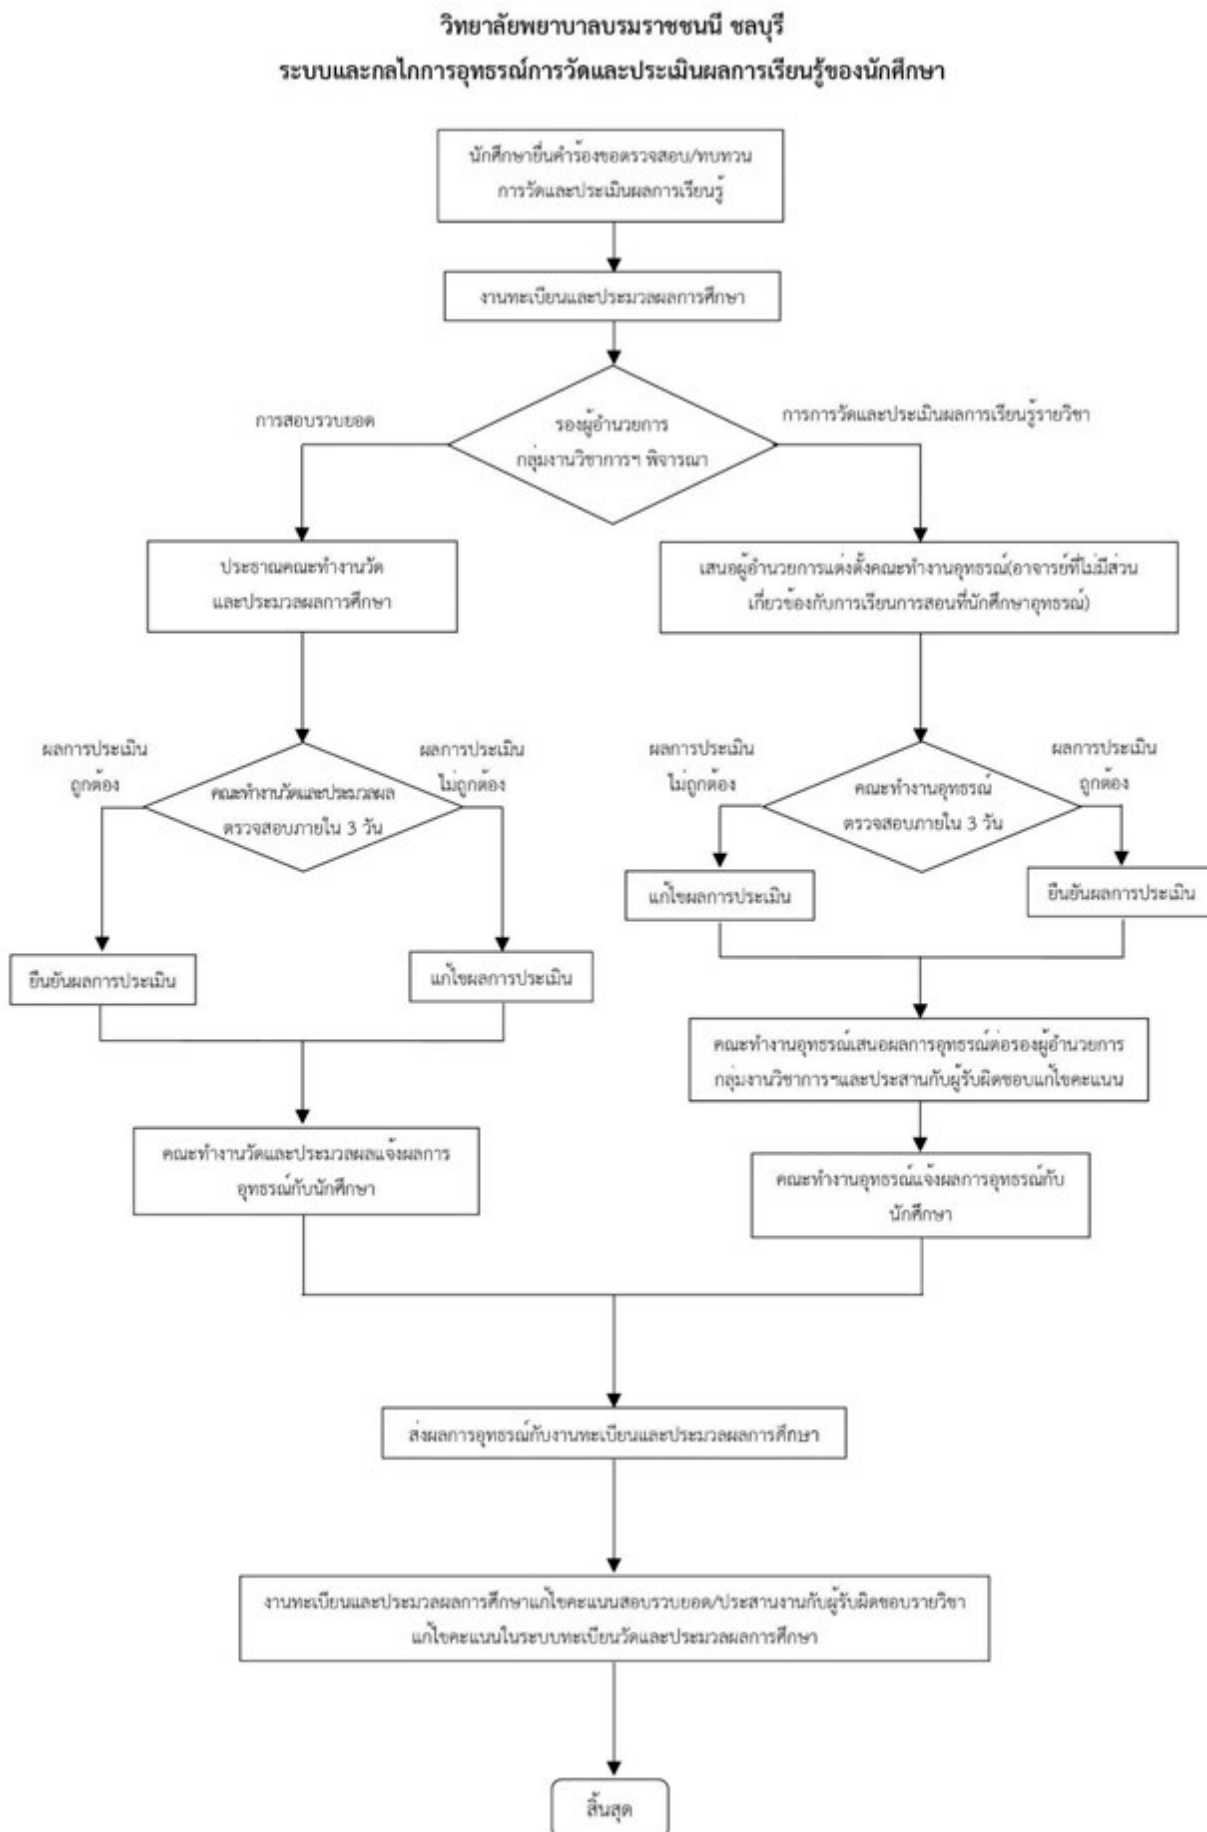 วิทยาลัยพยาบาลบรมราชชนนี ชลบุรี
ระบบและกลไกการอุทธรณ์การวัดและประเมินผลการเรียนรู้ของนักศึกษา
นักศึกษายื่นคำร้องขอตรวจสอบ/ทบทวน
การวัดและประเมินผลการเรียนรู้
งานทะเบียนและประมวลผลการศึกษา
การสอบรวบยอด
รองผู้อำนวยการ
กลุ่มงานวิชาการฯ พิจารณา
การการวัดและประเมินผลการเรียนรู้รายวิชา
ประธาณคณะทำงานวัด
และประมวลผลการศึกษา
เสนอผู้อำนวยการแต่งตั้งคณะทำงานอุทธรณ์(อาจารย์ที่ไม่มีส่วน
เกี่ยวข้องกับการเรียนการสอนที่นักศึกษาอุทธรณ์)
ผลการประเมิน
ถูกต้อง
คณะทำงานวัดและประมวลผล
ตรวจสอบภายใน 3 วัน
ผลการประเมิน
ไม่ถูกต้อง
ผลการประเมิน
ไม่ถูกต้อง
คณะทำงานอุทธรณ์
ตรวจสอบภายใน 3 วัน
ผลการประเมิน
ถูกต้อง
แก้ไขผลการประเมิน
ยืนยันผลการประเมิน
ยืนยันผลการประเมิน
แก้ไขผลการประเมิน
คณะทำงานอุทธรณ์เสนอผลการอุทธรณ์ต่อรองผู้อำนวยการ
กลุ่มงานวิชาการฯและประสานกับผู้รับผิดชอบแก้ไขคะแนน
คณะทำงานวัดและประมวลผลแจ้งผลการ
อุทธรณ์กับนักศึกษา
คณะทำงานอุทธรณ์แจ้งผลการอุทธรณ์กับ
นักศึกษา
ส่งผลการอุทธรณ์กับงานทะเบียนและประมวลผลการศึกษา
งานทะเบียนและประมวลผลการศึกษาแก้ไขคะแนนสอบรวบยอด/ประสานงานกับผู้รับผิดชอบรายวิชา
แก้ไขคะแนนในระบบทะเบียนวัดและประมวลผลการศึกษา
สิ้นสุด